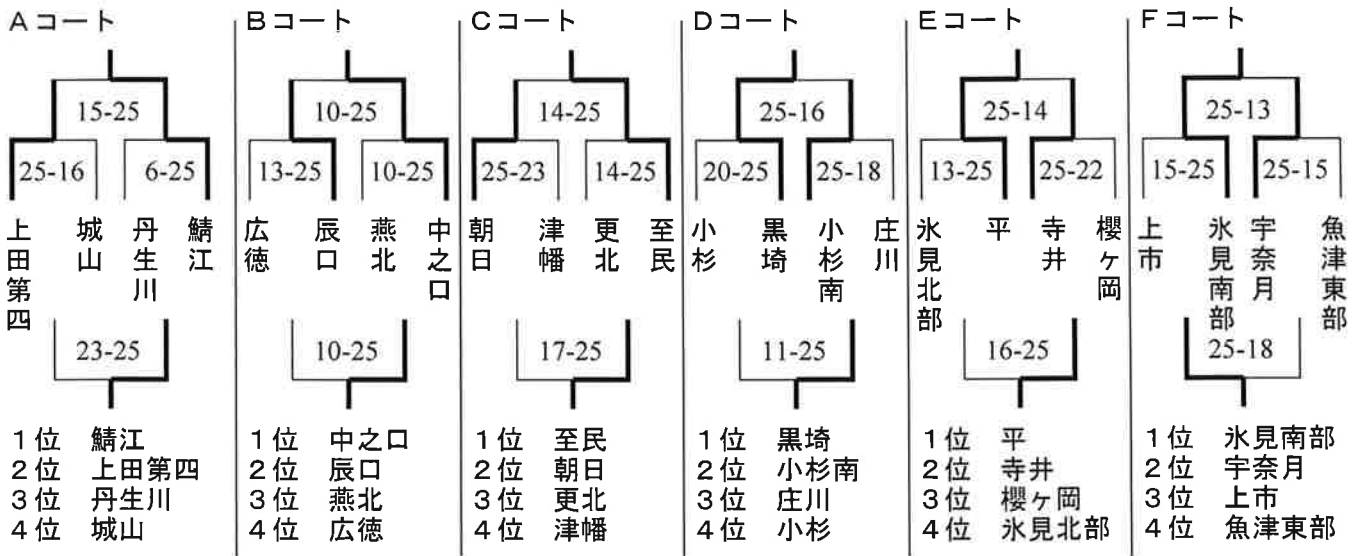 Aコート
15-25
25-16
6-25
上田第四
城山
丹生川
鯖江
23-25
1位 鯖江
2位 上田第四
3位 丹生川
4位 城山
Bコート
10-25
13-25
10-25
広徳
辰口
燕北
中之口
10-25
1位 中之口
2位 辰口
3位 燕北
4位 広徳
Cコート
14-25
25-23
14-25
朝日
津幡
更北
至民
17-25
1位 至民
2位 朝日
3位 更北
4位 津幡
Dコート
25-16
20-25
25-18
小杉
黒埼
小杉南
庄川
11-25
1位 黒埼
2位 小杉南
3位 庄川
4位 小杉
Eコート
25-14
13-25
25-22
氷見北部
平
寺井
櫻ヶ岡
16-25
1位 平
2位 寺井
3位 櫻ヶ岡
4位 氷見北部
Fコート
25-13
15-25
25-15
上市
氷見南部
宇奈月
魚津東部
25-18
1位 氷見南部
2位 宇奈月
3位 上市
4位 魚津東部